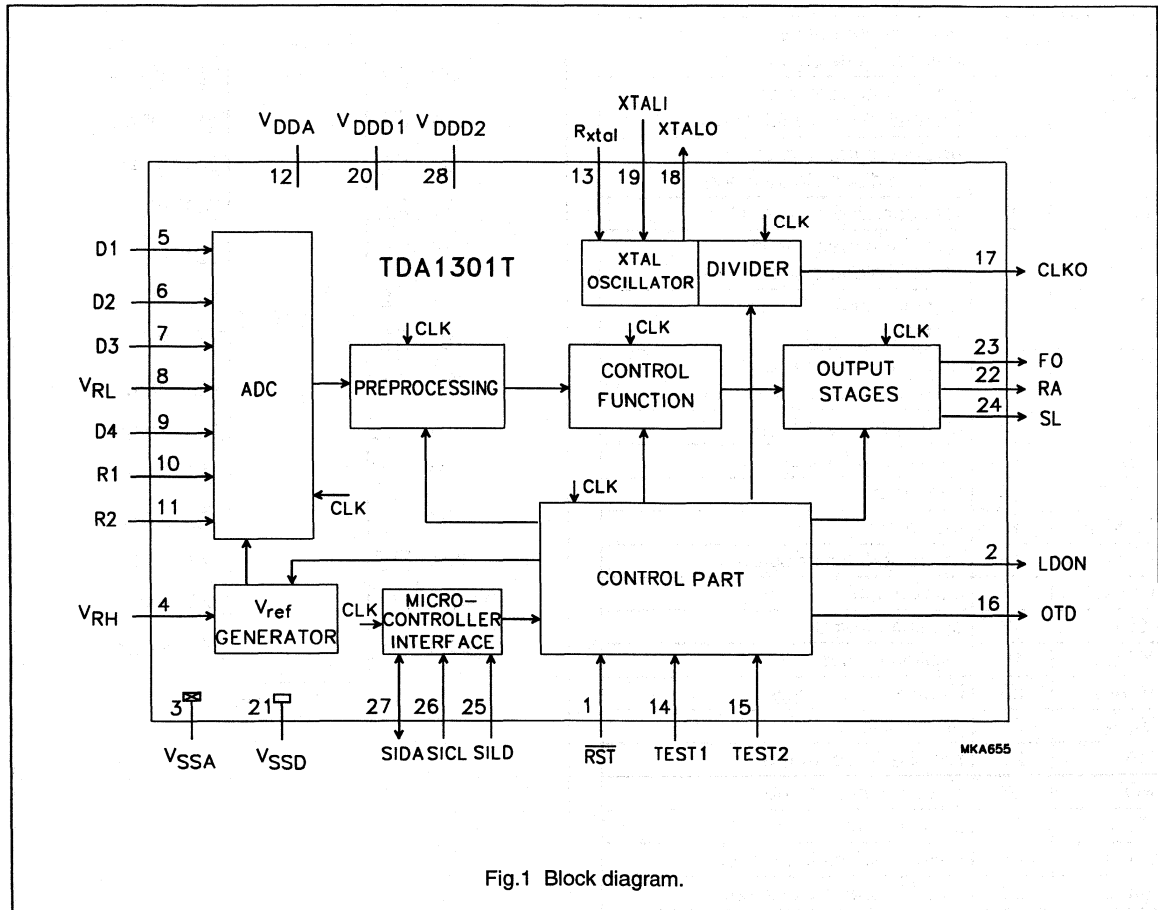 XTALI
VDDA VDDD1 VDDD2 Rxtal XTALO
12 20 28 13 19 18
CLK
D1 5
TDA1301T
XTAL
OSCILLATOR
DIVIDER
17 CLKO
D2 6
D3 7
VRL 8
D4 9
R1 10
R2 11
ADC
CLK
CLK
PREPROCESSING
CLK
CONTROL
FUNCTION
CLK
OUTPUT
STAGES
23 FO
22 RA
24 SL
CLK
CONTROL PART
2 LDON
16 OTD
VRH 4
Vref
GENERATOR
CLK
MICRO-
CONTROLLER
INTERFACE
3 21 27 26 25 1 14 15
VSSA VSSD SIDA SICL SILD RST TEST1 TEST2
MKA655
Fig.1 Block diagram.